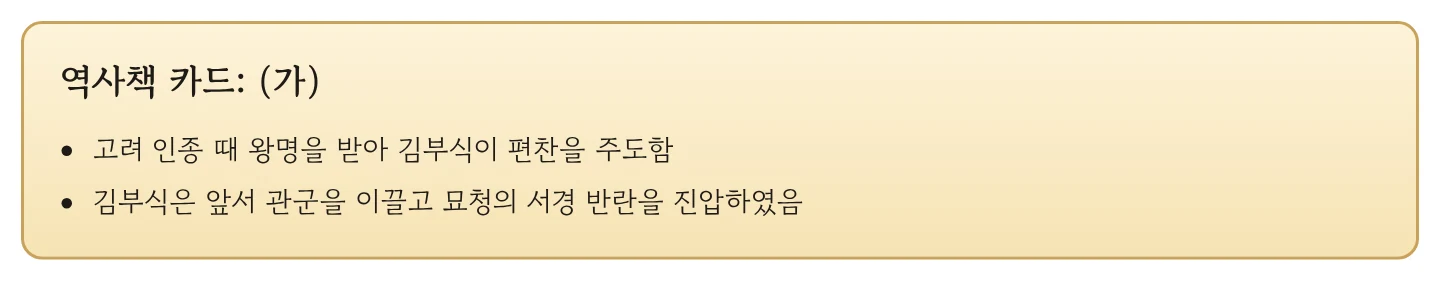 역사책 카드: (가)
• 고려 인종 때 왕명을 받아 김부식이 편찬을 주도함
• 김부식은 앞서 관군을 이끌고 묘청의 서경 반란을 진압하였음